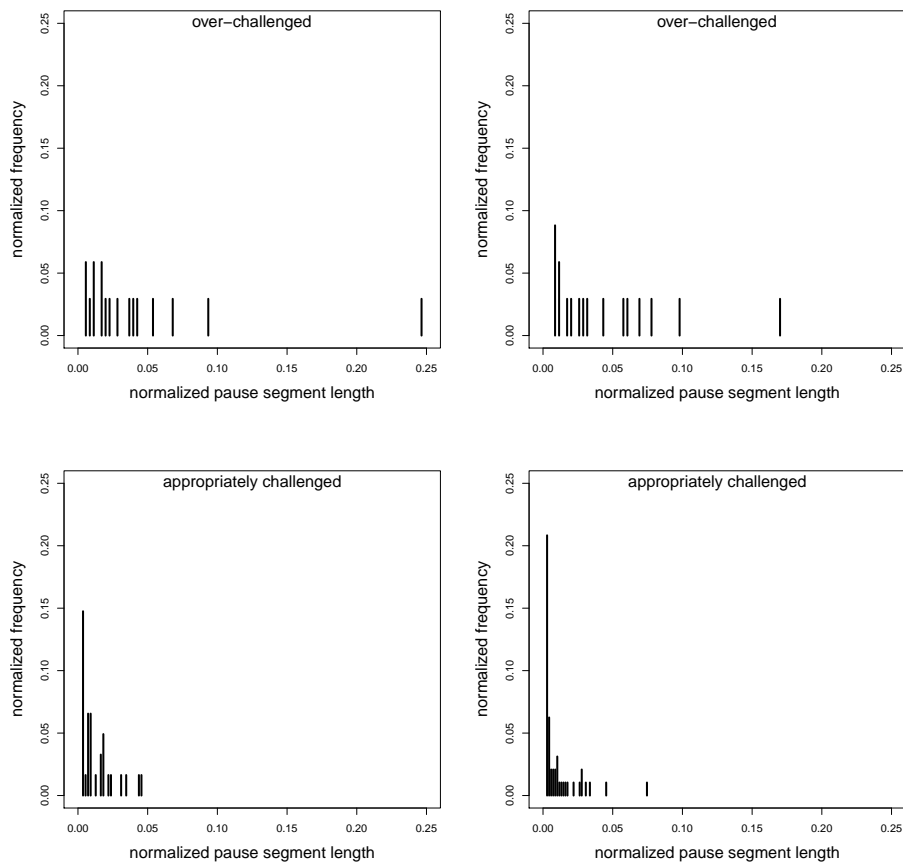 over−challenged
normalized frequency
0.25
0.20
0.15
0.10
0.05
0.00
0.00 0.05 0.10 0.15 0.20 0.25
normalized pause segment length
over−challenged
normalized frequency
0.25
0.20
0.15
0.10
0.05
0.00
0.00 0.05 0.10 0.15 0.20 0.25
normalized pause segment length
appropriately challenged
normalized frequency
0.25
0.20
0.15
0.10
0.05
0.00
0.00 0.05 0.10 0.15 0.20 0.25
normalized pause segment length
appropriately challenged
normalized frequency
0.25
0.20
0.15
0.10
0.05
0.00
0.00 0.05 0.10 0.15 0.20 0.25
normalized pause segment length